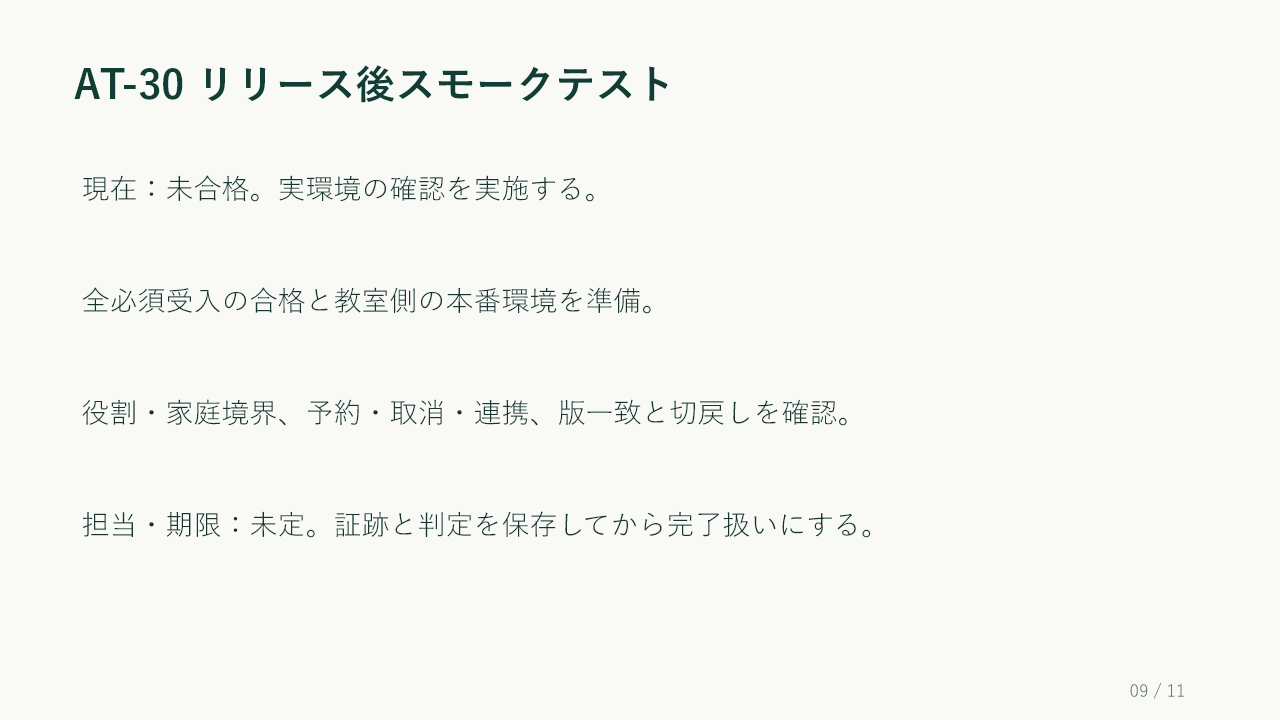 AT-30 リリース後スモークテスト
現在：未合格。実環境の確認を実施する。
全必須受入の合格と教室側の本番環境を準備。
役割・家庭境界、予約・取消・連携、版一致と切戻しを確認。
担当・期限：未定。証跡と判定を保存してから完了扱いにする。
09 / 11